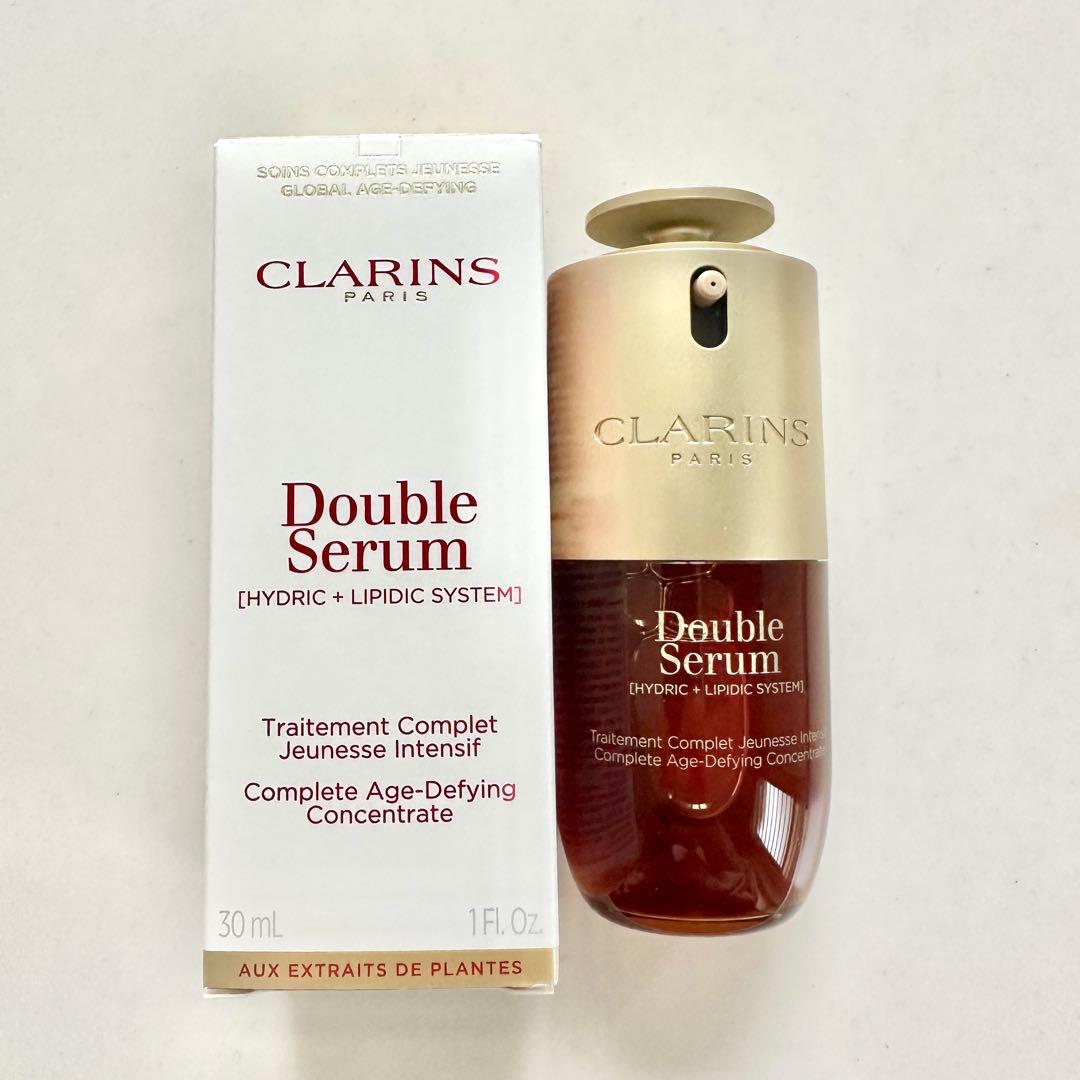 SOINS COMPLETS JEUNESSE
GLOBAL AGE-DEFYING
CLARINS
PARIS
Double
Serum
[HYDRIC + LIPIDIC SYSTEM]
Traitement Complet
Jeunesse Intensif
Complete Age-Defying
Concentrate
30 mL 1 Fl. Oz.
AUX EXTRAITS DE PLANTES
CLARINS
PARIS
Double
Serum
[HYDRIC + LIPIDIC SYSTEM]
Traitement Complet Jeunesse Intensif
Complete Age-Defying Concentrate